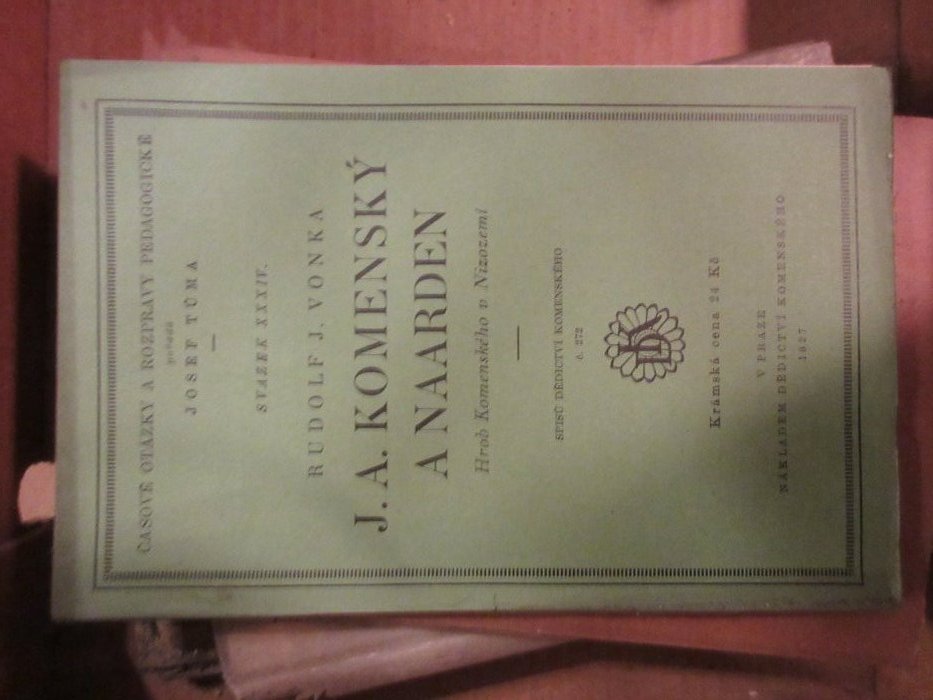 ČASOVÉ OTÁZKY A ROZPRAVY PEDAGOGICKÉ
pořádá
JOSEF TŮMA
SVAZEK XXXIV.
RUDOLF J. VONKA
J. A. KOMENSKÝ
A NAARDEN
Hrob Komenského v Nizozemí
SPISŮ DĚDICTVÍ KOMENSKÉHO
č. 272
DK
Krámská cena 24 Kč
V PRAZE
NÁKLADEM DĚDICTVÍ KOMENSKÉHO
1927